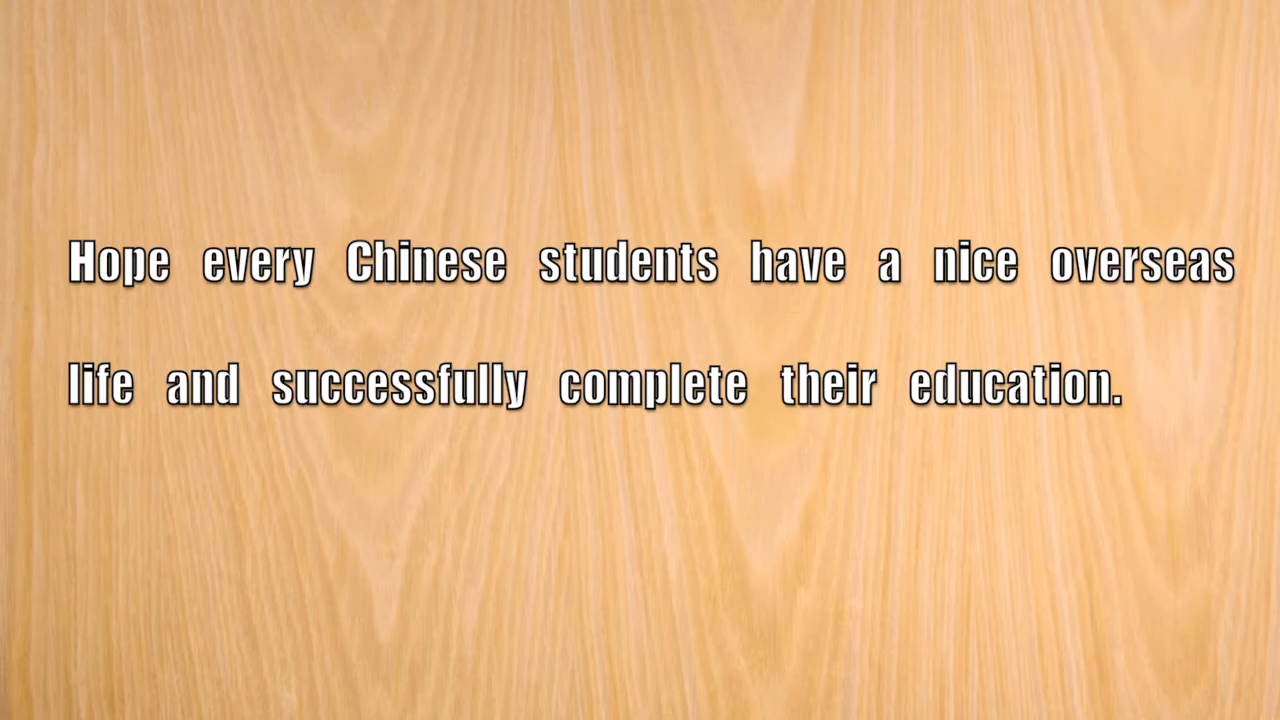 Hope every Chinese students have a nice overseas
life and successfully complete their education.